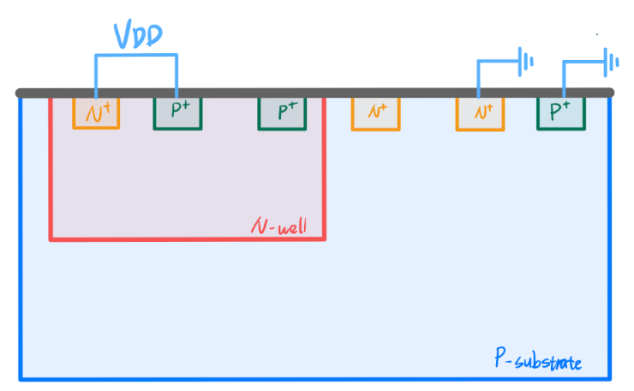 VDD
N+ P+ P+ N+ N+ P+
N-well
P-substrate